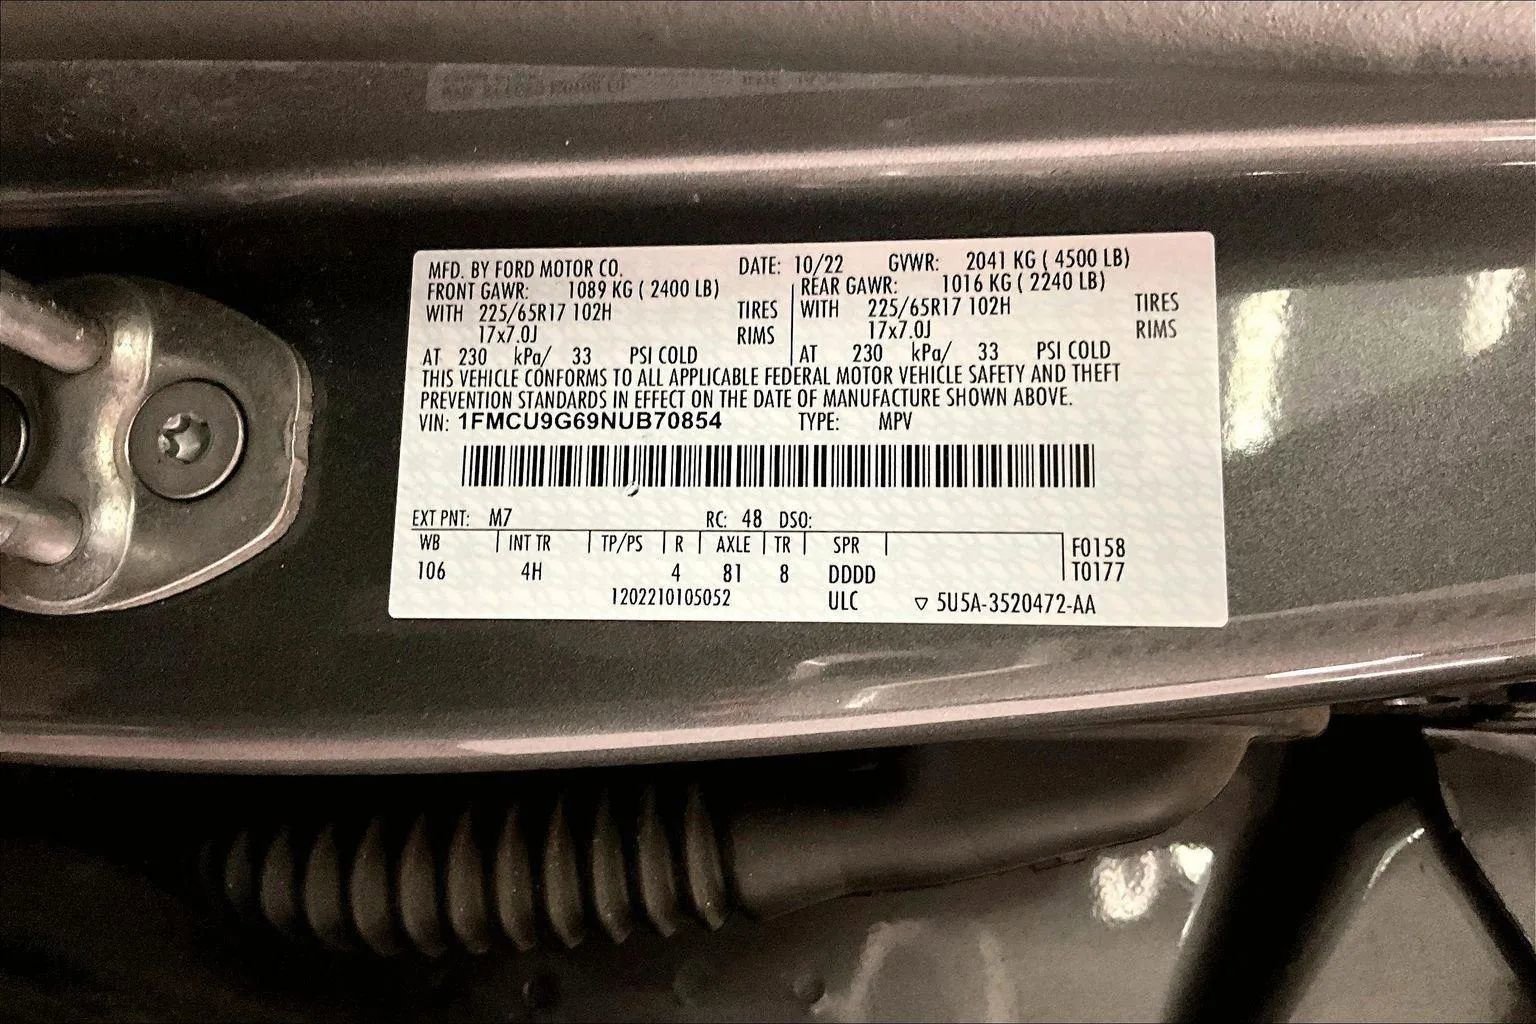 MFD. BY FORD MOTOR CO. DATE: 10/22 GVWR: 2041 KG ( 4500 LB)
FRONT GAWR: 1089 KG ( 2400 LB) REAR GAWR: 1016 KG ( 2240 LB)
WITH 225/65R17 102H TIRES WITH 225/65R17 102H TIRES
17x7.0J RIMS 17x7.0J RIMS
AT 230 kPa/ 33 PSI COLD AT 230 kPa/ 33 PSI COLD
THIS VEHICLE CONFORMS TO ALL APPLICABLE FEDERAL MOTOR VEHICLE SAFETY AND THEFT
PREVENTION STANDARDS IN EFFECT ON THE DATE OF MANUFACTURE SHOWN ABOVE.
VIN: 1FMCU9G69NUB70854 TYPE: MPV
EXT PNT: M7 RC: 48 DSO:
WB INT TR TP/PS R AXLE TR SPR F0158
106 4H 4 81 8 DDDD T0177
1202210105052 ULC ▽ 5U5A-3520472-AA